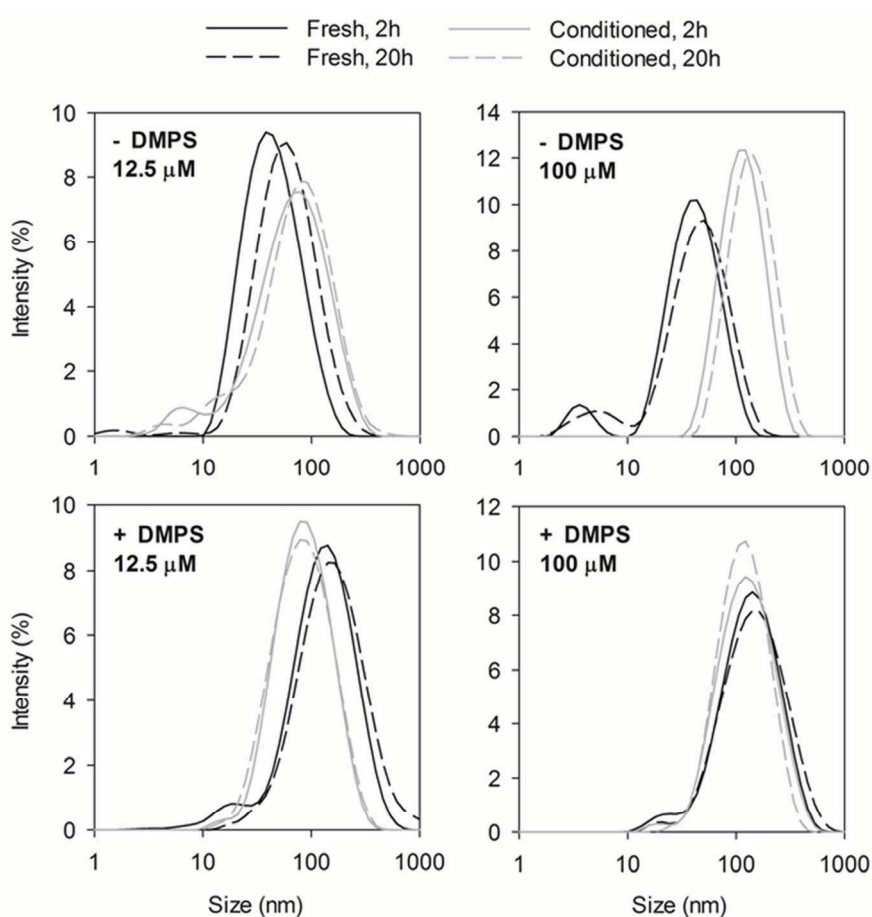 Fresh, 2h
Conditioned, 2h
Fresh, 20h
Conditioned, 20h
10
8
6
4
2
0
Intensity (%)
- DMPS
12.5 μM
1
10
100
1000
14
12
10
8
6
4
2
0
- DMPS
100 μM
1
10
100
1000
10
8
6
4
2
0
Intensity (%)
+ DMPS
12.5 μM
1
10
100
1000
Size (nm)
12
10
8
6
4
2
0
+ DMPS
100 μM
1
10
100
1000
Size (nm)